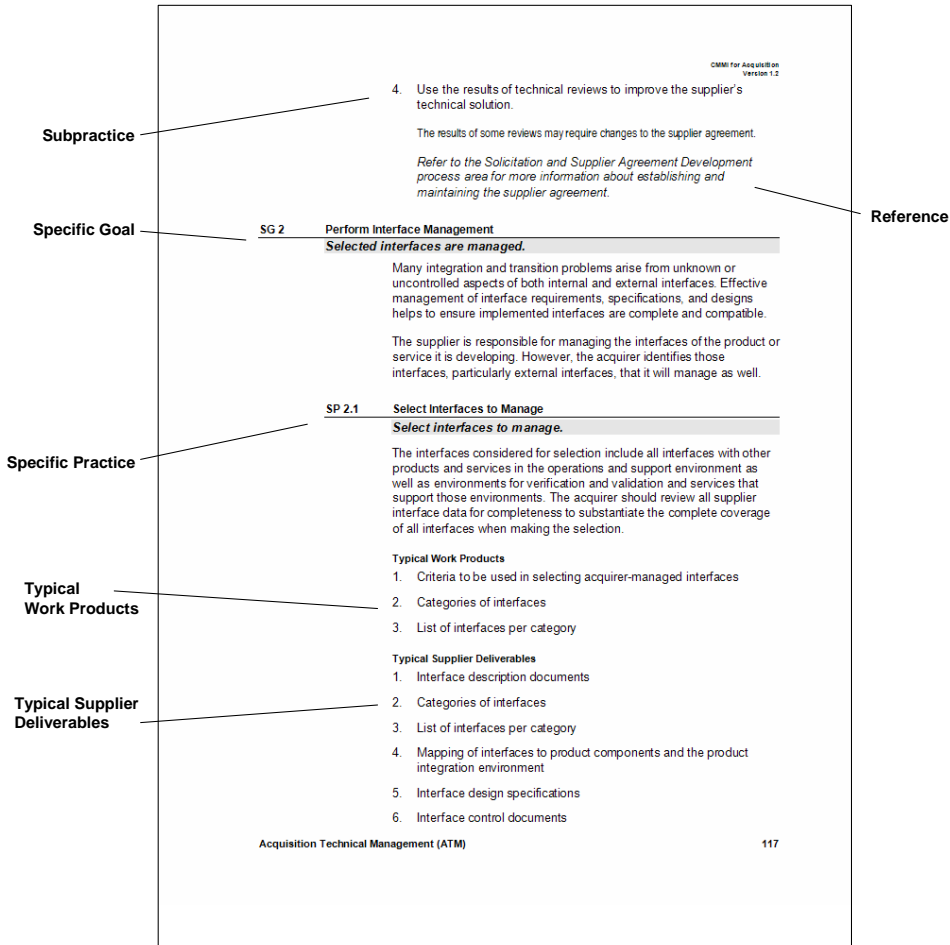 CMMI for Acquisition
Version 1.2
4. Use the results of technical reviews to improve the supplier's
technical solution.
Subpractice
The results of some reviews may require changes to the supplier agreement.
Refer to the Solicitation and Supplier Agreement Development
process area for more information about establishing and
maintaining the supplier agreement.
Reference
Specific Goal
SG 2 Perform Interface Management
Selected interfaces are managed.
Many integration and transition problems arise from unknown or
uncontrolled aspects of both internal and external interfaces. Effective
management of interface requirements, specifications, and designs
helps to ensure implemented interfaces are complete and compatible.
The supplier is responsible for managing the interfaces of the product or
service it is developing. However, the acquirer identifies those
interfaces, particularly external interfaces, that it will manage as well.
SP 2.1 Select Interfaces to Manage
Select interfaces to manage.
Specific Practice
The interfaces considered for selection include all interfaces with other
products and services in the operations and support environment as
well as environments for verification and validation and services that
support those environments. The acquirer should review all supplier
interface data for completeness to substantiate the complete coverage
of all interfaces when making the selection.
Typical Work Products
1. Criteria to be used in selecting acquirer-managed interfaces
Typical
Work Products
2. Categories of interfaces
3. List of interfaces per category
Typical Supplier Deliverables
1. Interface description documents
Typical Supplier
Deliverables
2. Categories of interfaces
3. List of interfaces per category
4. Mapping of interfaces to product components and the product
integration environment
5. Interface design specifications
6. Interface control documents
Acquisition Technical Management (ATM) 117